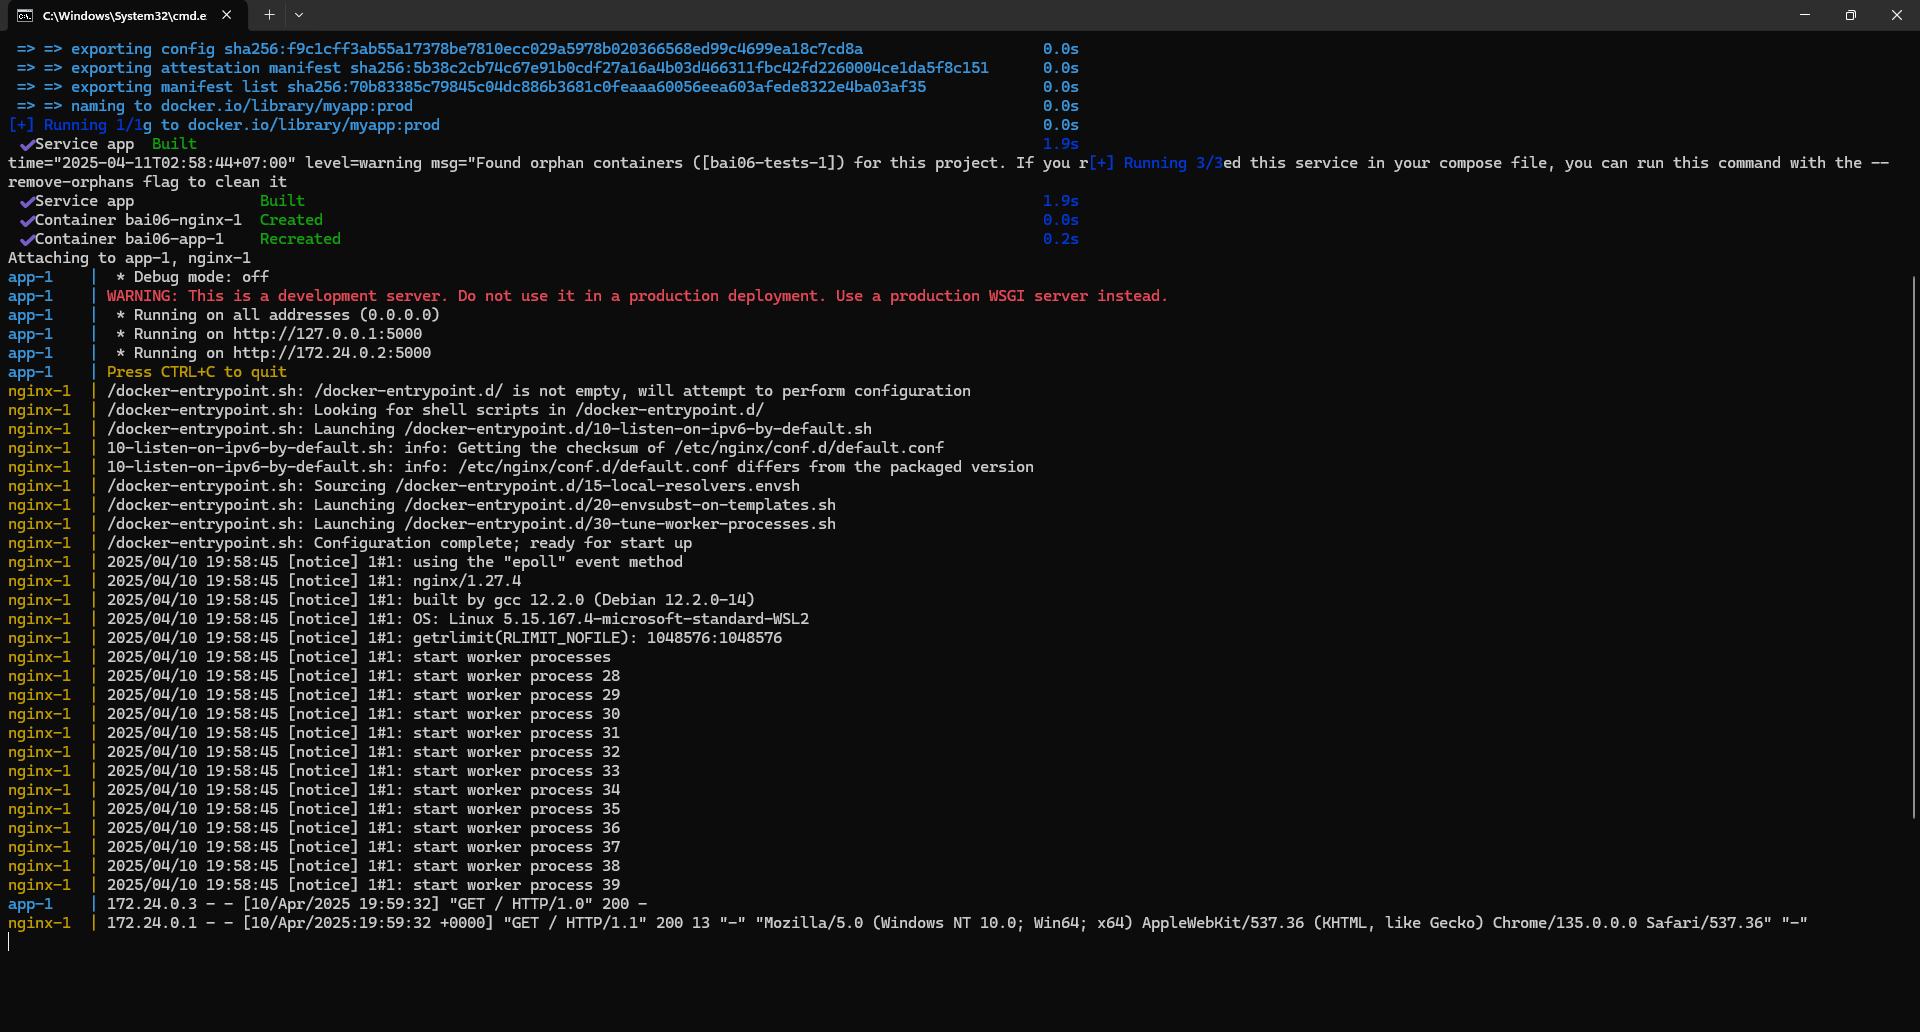 C:\Windows\System32\cmd.e
=> => exporting config sha256:f9c1cff3ab55a17378be7810ecc029a5978b020366568ed99c4699ea18c7cd8a 0.0s
=> => exporting attestation manifest sha256:5b38c2cb74c67e91b0cdf27a16a4b03d466311fbc42fd2260004ce1da5f8c151 0.0s
=> => exporting manifest list sha256:70b83385c79845c04dc886b3681c0feaaa60056eea603afede8322e4ba03af35 0.0s
=> => naming to docker.io/library/myapp:prod 0.0s
[+] Running 1/1g to docker.io/library/myapp:prod 0.0s
✔Service app  Built 1.9s
time="2025-04-11T02:58:44+07:00" level=warning msg="Found orphan containers ([bai06-tests-1]) for this project. If you r[+] Running 3/3ed this service in your compose file, you can run this command with the --
remove-orphans flag to clean it
✔Service app Built 1.9s
✔Container bai06-nginx-1 Created 0.0s
✔Container bai06-app-1 Recreated 0.2s
Attaching to app-1, nginx-1
app-1    |  * Debug mode: off
app-1    | WARNING: This is a development server. Do not use it in a production deployment. Use a production WSGI server instead.
app-1    |  * Running on all addresses (0.0.0.0)
app-1    |  * Running on http://127.0.0.1:5000
app-1    |  * Running on http://172.24.0.2:5000
app-1    | Press CTRL+C to quit
nginx-1  | /docker-entrypoint.sh: /docker-entrypoint.d/ is not empty, will attempt to perform configuration
nginx-1  | /docker-entrypoint.sh: Looking for shell scripts in /docker-entrypoint.d/
nginx-1  | /docker-entrypoint.sh: Launching /docker-entrypoint.d/10-listen-on-ipv6-by-default.sh
nginx-1  | 10-listen-on-ipv6-by-default.sh: info: Getting the checksum of /etc/nginx/conf.d/default.conf
nginx-1  | 10-listen-on-ipv6-by-default.sh: info: /etc/nginx/conf.d/default.conf differs from the packaged version
nginx-1  | /docker-entrypoint.sh: Sourcing /docker-entrypoint.d/15-local-resolvers.envsh
nginx-1  | /docker-entrypoint.sh: Launching /docker-entrypoint.d/20-envsubst-on-templates.sh
nginx-1  | /docker-entrypoint.sh: Launching /docker-entrypoint.d/30-tune-worker-processes.sh
nginx-1  | /docker-entrypoint.sh: Configuration complete; ready for start up
nginx-1  | 2025/04/10 19:58:45 [notice] 1#1: using the "epoll" event method
nginx-1  | 2025/04/10 19:58:45 [notice] 1#1: nginx/1.27.4
nginx-1  | 2025/04/10 19:58:45 [notice] 1#1: built by gcc 12.2.0 (Debian 12.2.0-14)
nginx-1  | 2025/04/10 19:58:45 [notice] 1#1: OS: Linux 5.15.167.4-microsoft-standard-WSL2
nginx-1  | 2025/04/10 19:58:45 [notice] 1#1: getrlimit(RLIMIT_NOFILE): 1048576:1048576
nginx-1  | 2025/04/10 19:58:45 [notice] 1#1: start worker processes
nginx-1  | 2025/04/10 19:58:45 [notice] 1#1: start worker process 28
nginx-1  | 2025/04/10 19:58:45 [notice] 1#1: start worker process 29
nginx-1  | 2025/04/10 19:58:45 [notice] 1#1: start worker process 30
nginx-1  | 2025/04/10 19:58:45 [notice] 1#1: start worker process 31
nginx-1  | 2025/04/10 19:58:45 [notice] 1#1: start worker process 32
nginx-1  | 2025/04/10 19:58:45 [notice] 1#1: start worker process 33
nginx-1  | 2025/04/10 19:58:45 [notice] 1#1: start worker process 34
nginx-1  | 2025/04/10 19:58:45 [notice] 1#1: start worker process 35
nginx-1  | 2025/04/10 19:58:45 [notice] 1#1: start worker process 36
nginx-1  | 2025/04/10 19:58:45 [notice] 1#1: start worker process 37
nginx-1  | 2025/04/10 19:58:45 [notice] 1#1: start worker process 38
nginx-1  | 2025/04/10 19:58:45 [notice] 1#1: start worker process 39
app-1    | 172.24.0.3 - - [10/Apr/2025 19:59:32] "GET / HTTP/1.0" 200 -
nginx-1  | 172.24.0.1 - - [10/Apr/2025:19:59:32 +0000] "GET / HTTP/1.1" 200 13 "-" "Mozilla/5.0 (Windows NT 10.0; Win64; x64) AppleWebKit/537.36 (KHTML, like Gecko) Chrome/135.0.0.0 Safari/537.36" "-"